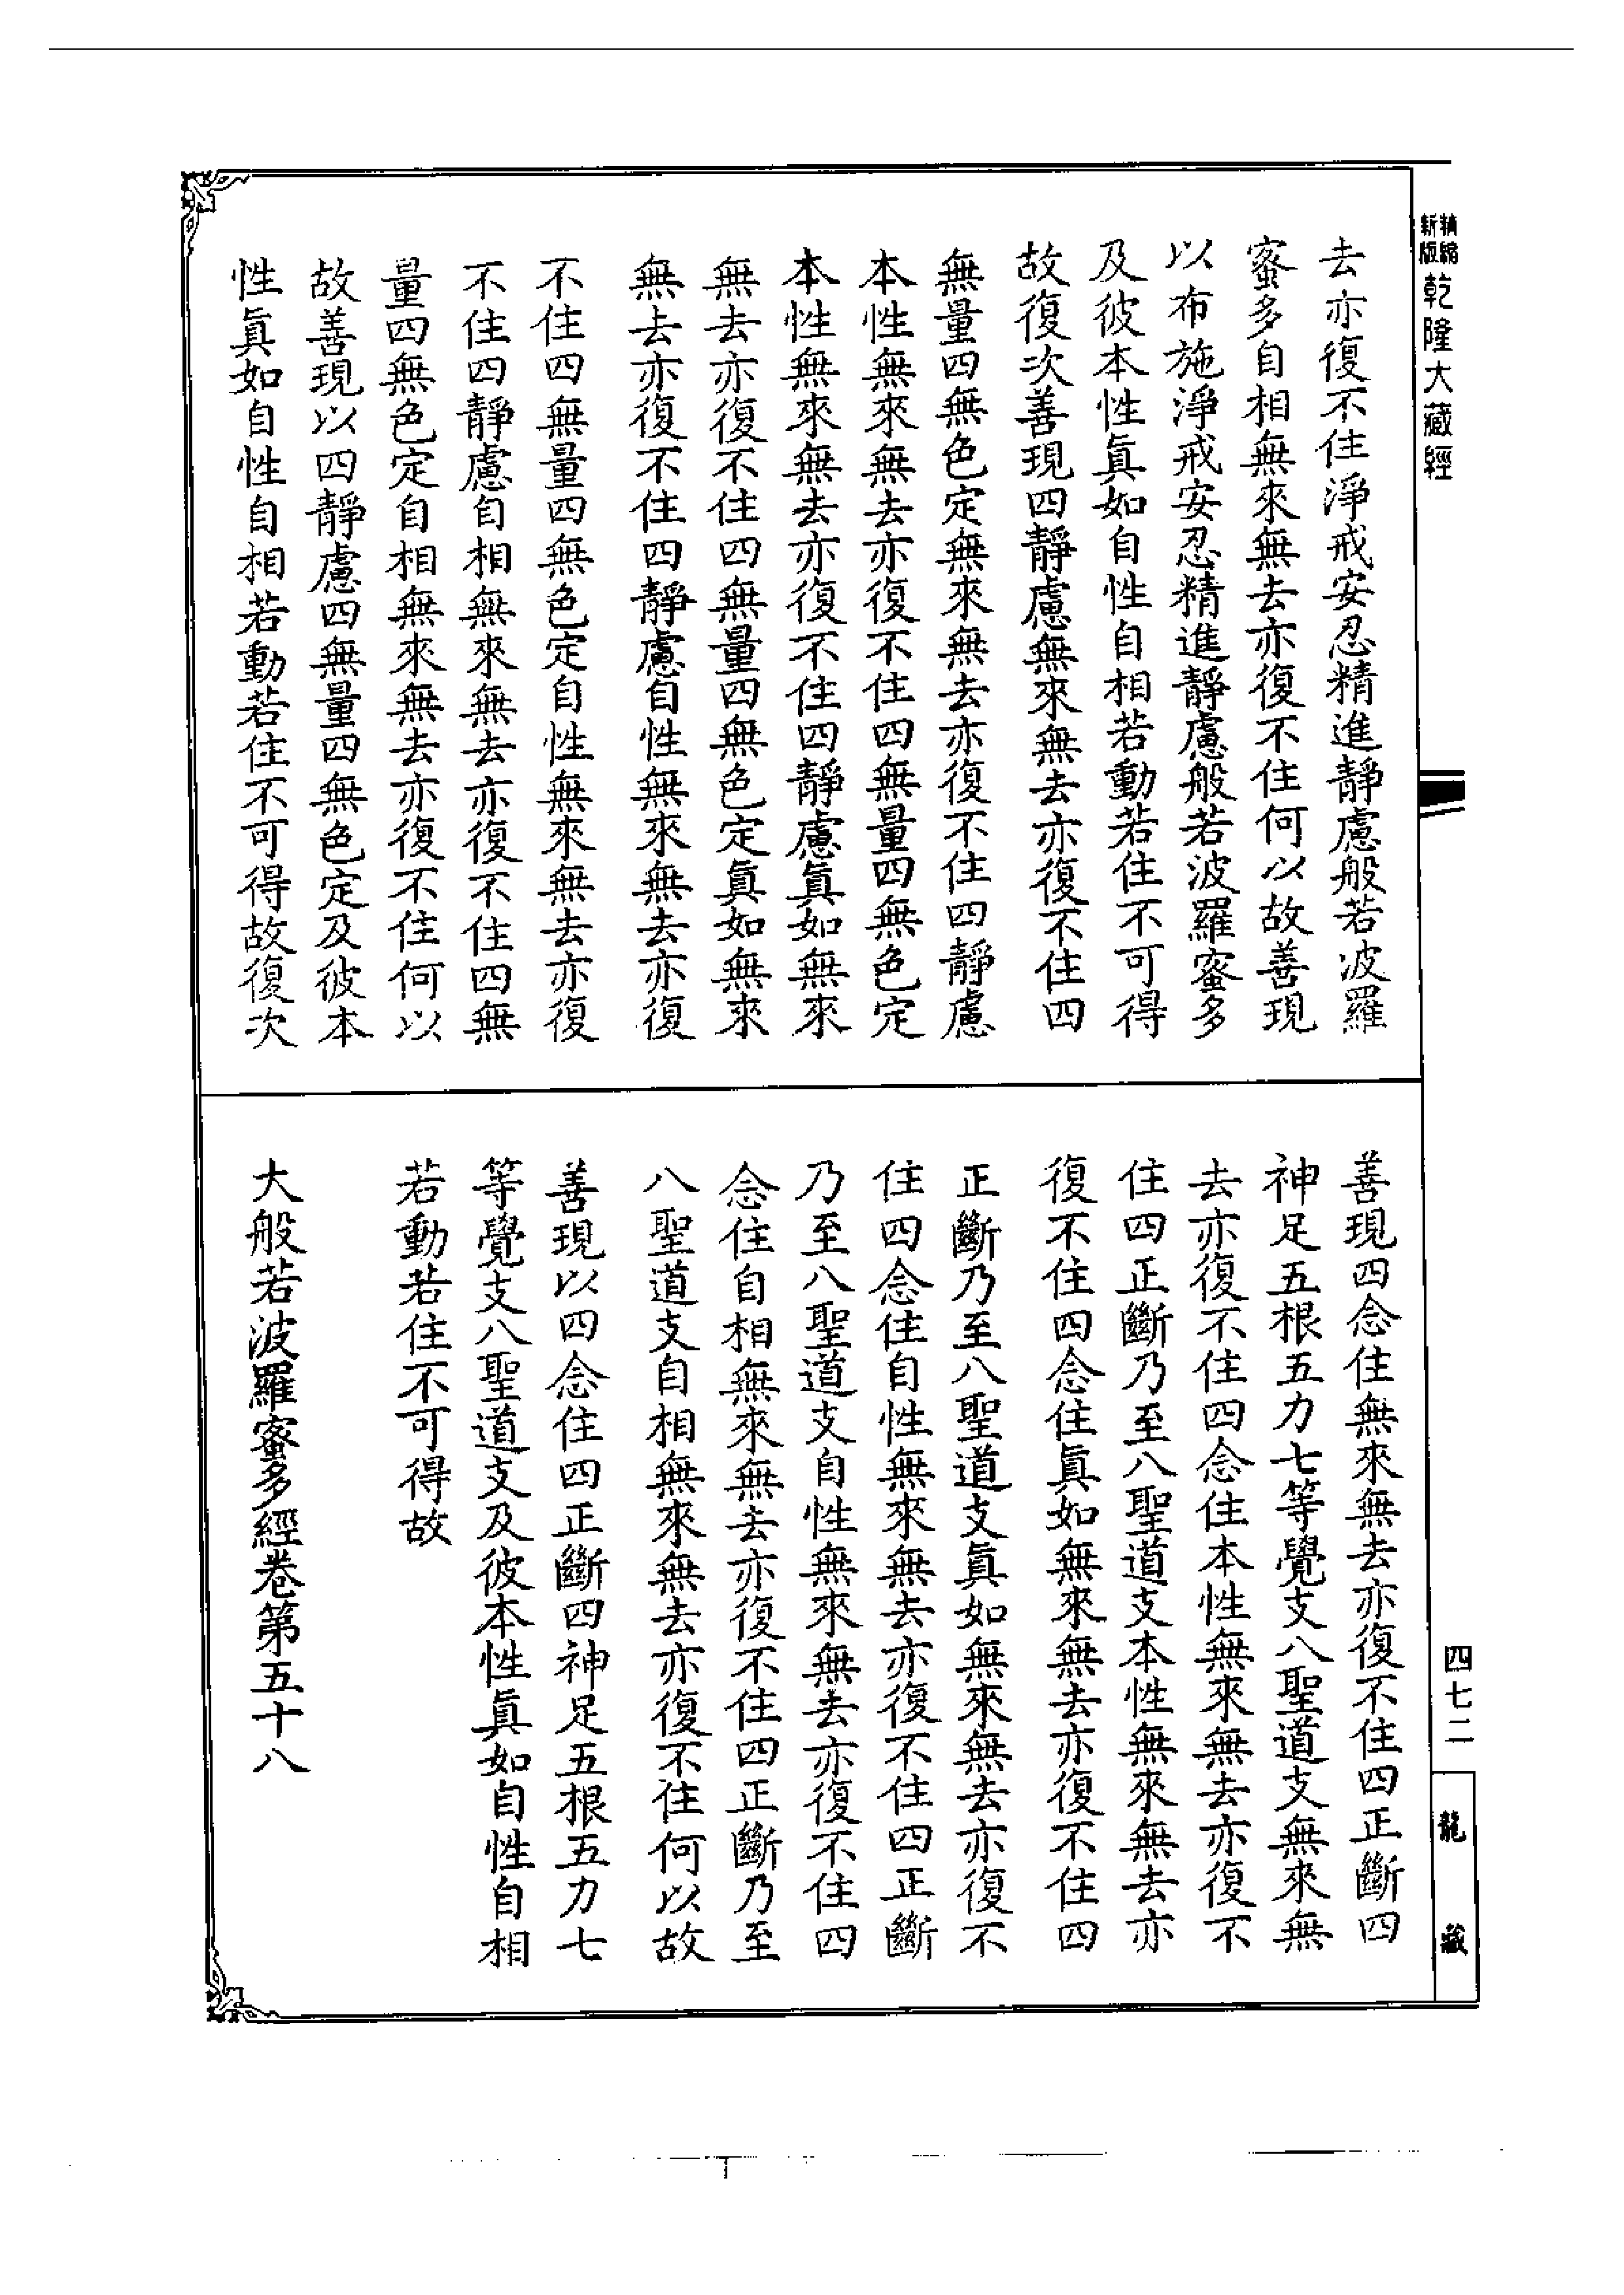 新版精縮乾隆大藏經
去亦復不住淨戒安忍精進靜慮般若波羅
蜜多自相無來無去亦復不住何以故善現
以布施淨戒安忍精進靜慮般若波羅蜜多
及彼本性眞如自性自相若動若住不可得
故復次善現四靜慮無來無去亦復不住四
無量四無色定無來無去亦復不住四靜慮
本性無來無去亦復不住四無量四無色定
本性無來無去亦復不住四靜慮眞如無來
無去亦復不住四無量四無色定眞如無來
無去亦復不住四靜慮自性無來無去亦復
不住四無量四無色定自性無來無去亦復
不住四靜慮自相無來無去亦復不住四無
量四無色定自相無來無去亦復不住何以
故善現以四靜慮四無量四無色定及彼本
性眞如自性自相若動若住不可得故復次
善現四念住無來無去亦復不住四正斷四
神足五根五力七等覺支八聖道支無來無
去亦復不住四念住本性無來無去亦復不
住四正斷乃至八聖道支本性無來無去亦
復不住四念住眞如無來無去亦復不住四
正斷乃至八聖道支眞如無來無去亦復不
住四念住自性無來無去亦復不住四正斷
乃至八聖道支自性無來無去亦復不住四
念住自相無來無去亦復不住四正斷乃至
八聖道支自相無來無去亦復不住何以故
善現以四念住四正斷四神足五根五力七
等覺支八聖道支及彼本性眞如自性自相
若動若住不可得故
大般若波羅蜜多經卷第五十八
四七二
龍藏